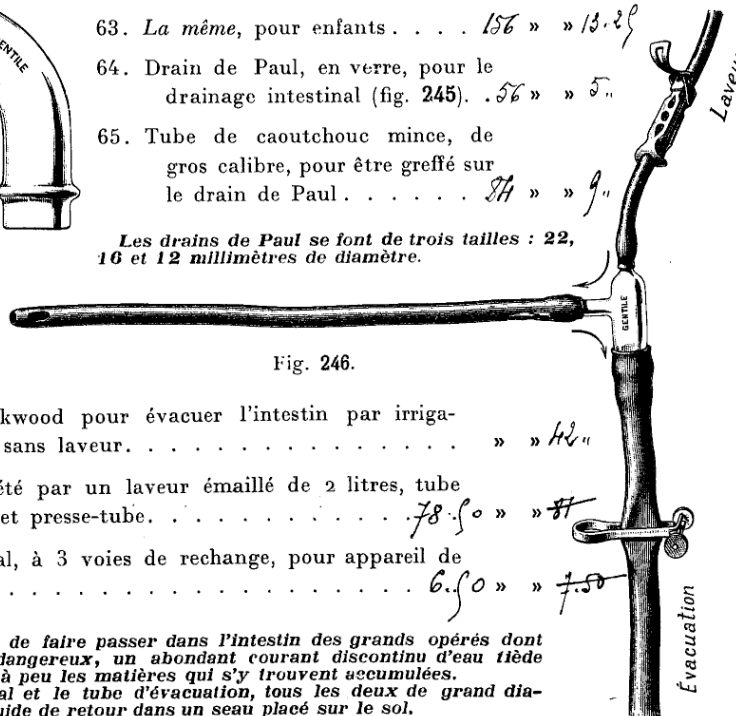 GENTILE
63. La même, pour enfants . . . . 156 » » 13.25
64. Drain de Paul, en verre, pour le
drainage intestinal (fig. 245). . 56 » » 5 "
65. Tube de caoutchouc mince, de
gros calibre, pour être greffé sur
le drain de Paul . . . . . . 84 » » 9 "
Les drains de Paul se font de trois tailles : 22,
16 et 12 millimètres de diamètre.
Laveur
GENTILE
Fig. 246.
kwood pour évacuer l'intestin par irriga-
sans laveur. . . . . . . . . . . . . . . » » 42 "
été par un laveur émaillé de 2 litres, tube
et presse-tube. . . . . . . . . . . . 78.50 » » 81
al, à 3 voies de rechange, pour appareil de
. . . . . . . . . . . . . . . . . . 6.50 » » 7.50
Évacuation
de faire passer dans l'intestin des grands opérés dont
dangereux, un abondant courant discontinu d'eau tiède
à peu les matières qui s'y trouvent accumulées.
al et le tube d'évacuation, tous les deux de grand dia-
uide de retour dans un seau placé sur le sol.